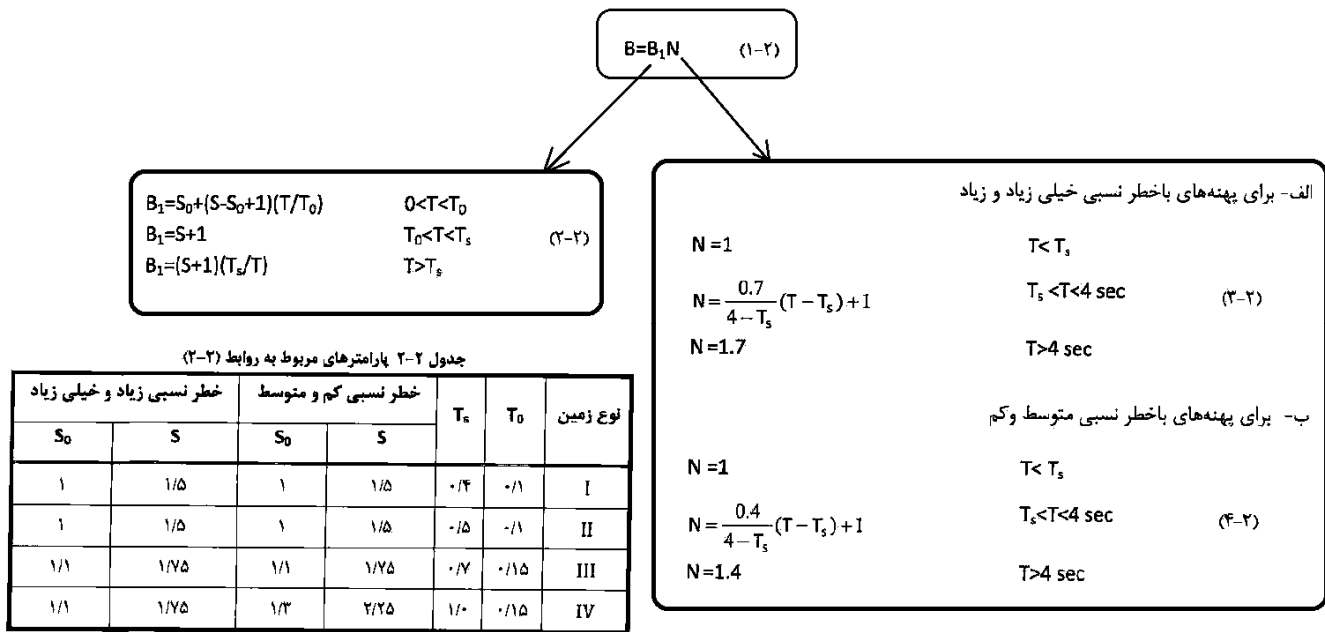 B=B₁N (۱-۲)
B₁=S₀+(S-S₀+1)(T/T₀) 0<T<T₀
B₁=S+1 T₀<T<Tₛ (۲-۲)
B₁=(S+1)(Tₛ/T) T>Tₛ
الف- برای پهنه‌های باخطر نسبی خیلی زیاد و زیاد
N =1 T< Tₛ
N = \frac{0.7}{4-Tₛ}(T-Tₛ)+1 Tₛ <T<4 sec (۳-۲)
N=1.7 T>4 sec
ب- برای پهنه‌های باخطر نسبی متوسط وکم
N =1 T< Tₛ
N = \frac{0.4}{4-Tₛ}(T-Tₛ)+1 Tₛ<T<4 sec (۴-۲)
N=1.4 T>4 sec
جدول ۲-۲ پارامترهای مربوط به روابط (۲-۲)
نوع زمین T₀ Tₛ خطر نسبی کم و متوسط خطر نسبی زیاد و خیلی زیاد
S S₀ S S₀
I ۰/۱ ۰/۴ ۱/۵ ۱ ۱/۵ ۱
II ۰/۱ ۰/۵ ۱/۵ ۱ ۱/۵ ۱
III ۰/۱۵ ۰/۷ ۱/۷۵ ۱/۱ ۱/۷۵ ۱/۱
IV ۰/۱۵ ۱/۰ ۲/۲۵ ۱/۳ ۱/۷۵ ۱/۱